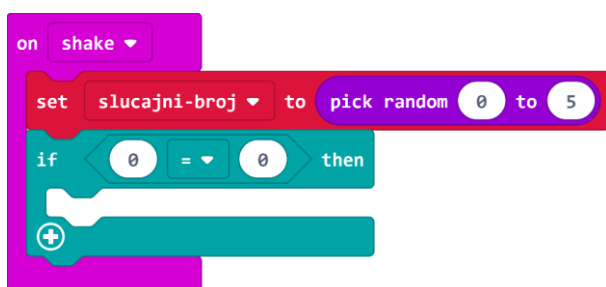 on shake
set slucajni-broj to pick random 0 to 5
if 0 = 0 then